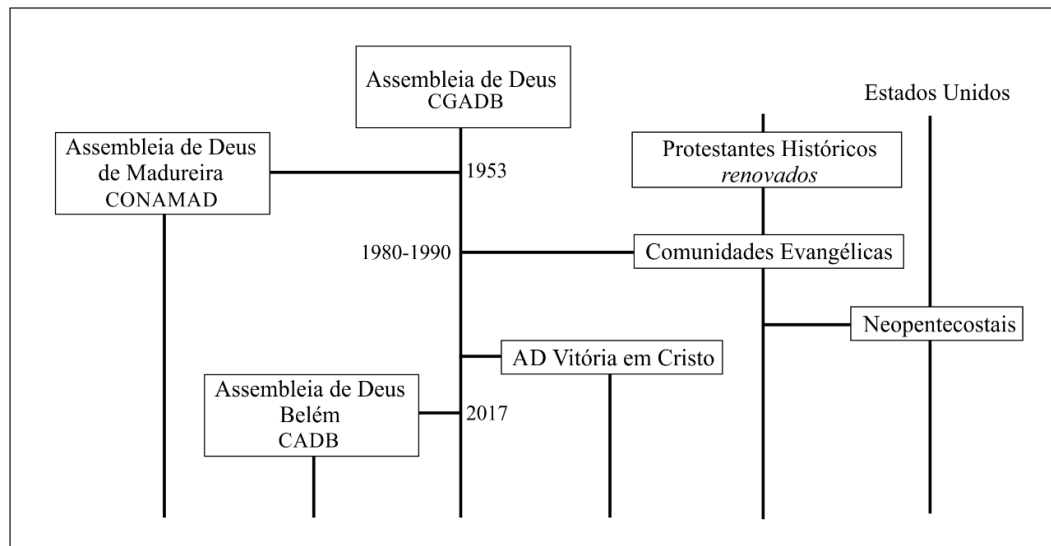 Assembleia de Deus
CGADB
Estados Unidos
Assembleia de Deus
de Madureira
CONAMAD
1953
Protestantes Históricos
renovados
1980-1990
Comunidades Evangélicas
Neopentecostais
AD Vitória em Cristo
Assembleia de Deus
Belém
CADB
2017